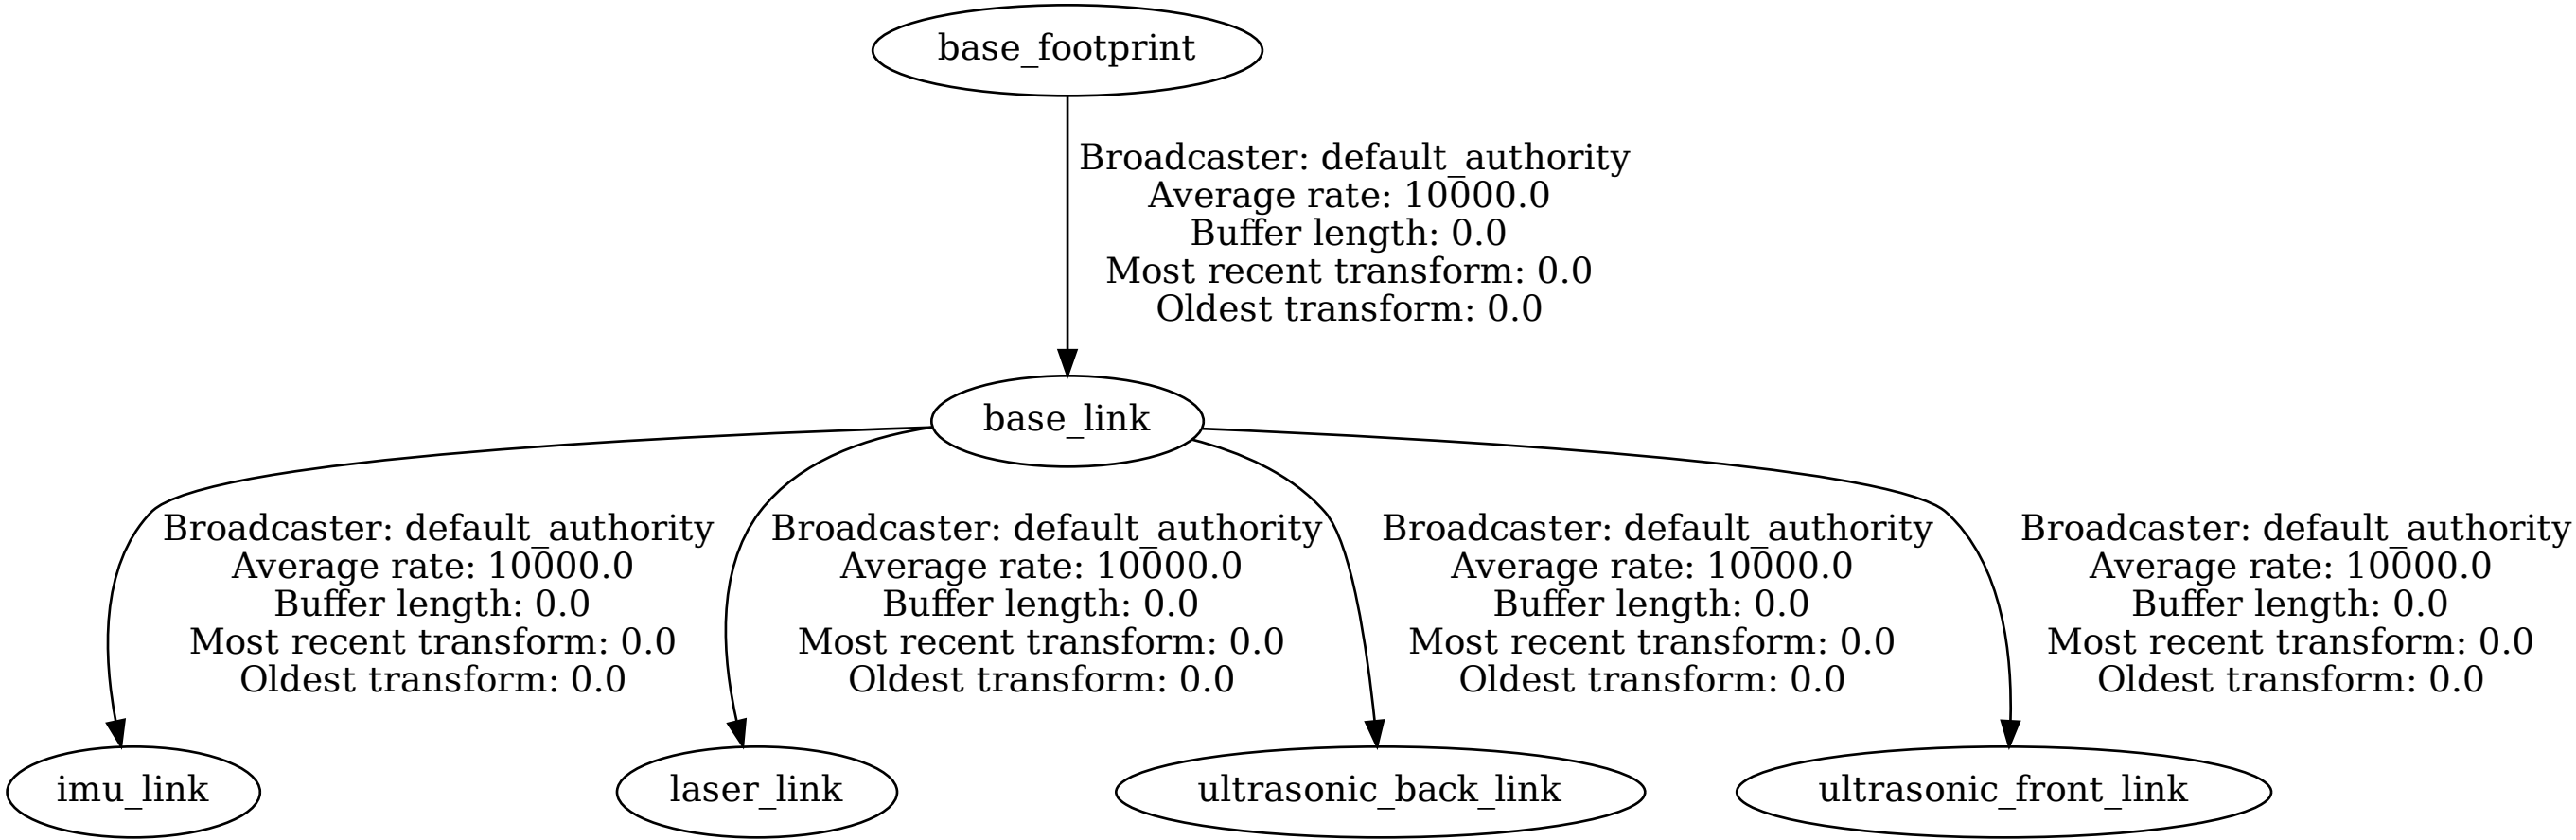 base_footprint
Broadcaster: default_authority
Average rate: 10000.0
Buffer length: 0.0
Most recent transform: 0.0
Oldest transform: 0.0
base_link
Broadcaster: default_authority
Average rate: 10000.0
Buffer length: 0.0
Most recent transform: 0.0
Oldest transform: 0.0
Broadcaster: default_authority
Average rate: 10000.0
Buffer length: 0.0
Most recent transform: 0.0
Oldest transform: 0.0
Broadcaster: default_authority
Average rate: 10000.0
Buffer length: 0.0
Most recent transform: 0.0
Oldest transform: 0.0
Broadcaster: default_authority
Average rate: 10000.0
Buffer length: 0.0
Most recent transform: 0.0
Oldest transform: 0.0
imu_link
laser_link
ultrasonic_back_link
ultrasonic_front_link